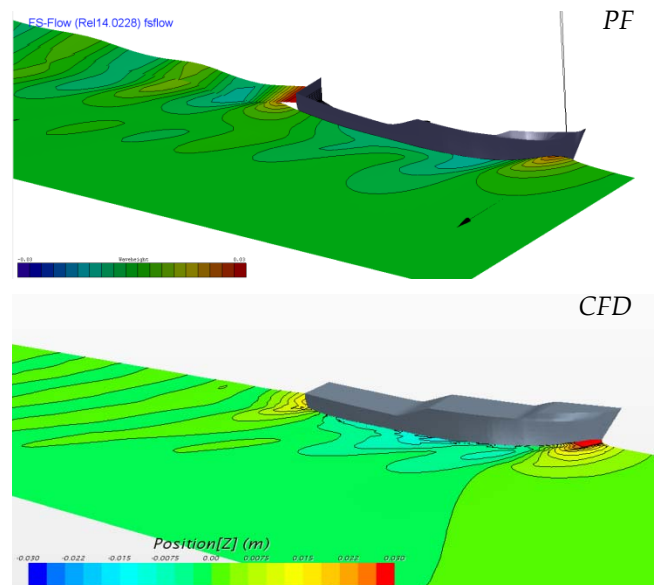 FS-Flow (Rel14.0228) fsflow
PF
-0.03 Waveheight 0.03
CFD
Position[Z] (m)
-0.030 -0.022 -0.015 -0.0075 0.00 0.0075 0.015 0.022 0.030